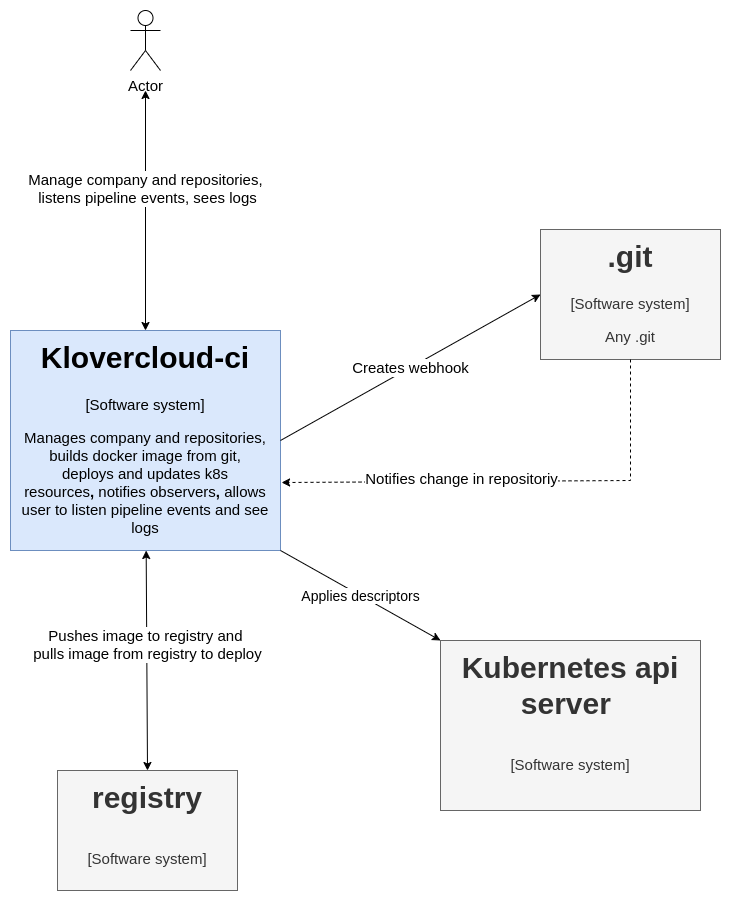 Actor
Manage company and repositories,
listens pipeline events, sees logs
.git
[Software system]
Any .git
Klovercloud-ci
[Software system]
Manages company and repositories,
builds docker image from git,
deploys and updates k8s
resources, notifies observers, allows
user to listen pipeline events and see
logs
Creates webhook
Notifies change in repositoriy
Applies descriptors
Pushes image to registry and
pulls image from registry to deploy
Kubernetes api
server
[Software system]
registry
[Software system]